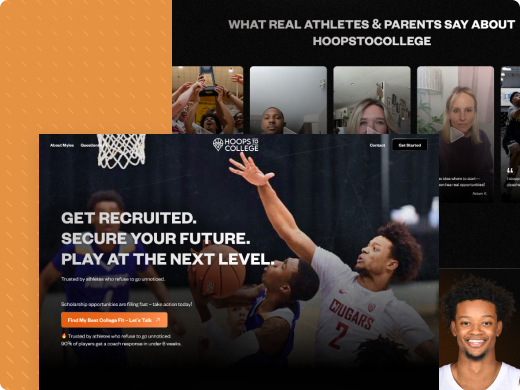 WHAT REAL ATHLETES & PARENTS SAY ABOUT
HOOPSTOCOLLEGE
About Myles
Questions
HOOPS TO
COLLEGE
Contact
Get Started
GET RECRUITED.
SECURE YOUR FUTURE.
PLAY AT THE NEXT LEVEL.
Trusted by athletes who refuse to go unnoticed.
Scholarship opportunities are filling fast – take action today!
Find My Best College Fit – Let's Talk
Trusted by athletes who refuse to go unnoticed
90% of players get a coach response in under 6 weeks.
COUGARS
2
idea where to start—
Adam R.